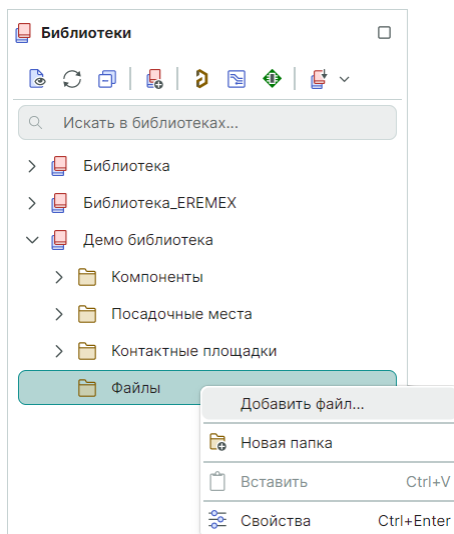 Библиотеки
Искать в библиотеках...
Библиотека
Библиотека_EREMEX
Демо библиотека
Компоненты
Посадочные места
Контактные площадки
Файлы
Добавить файл...
Новая папка
Вставить Ctrl+V
Свойства Ctrl+Enter